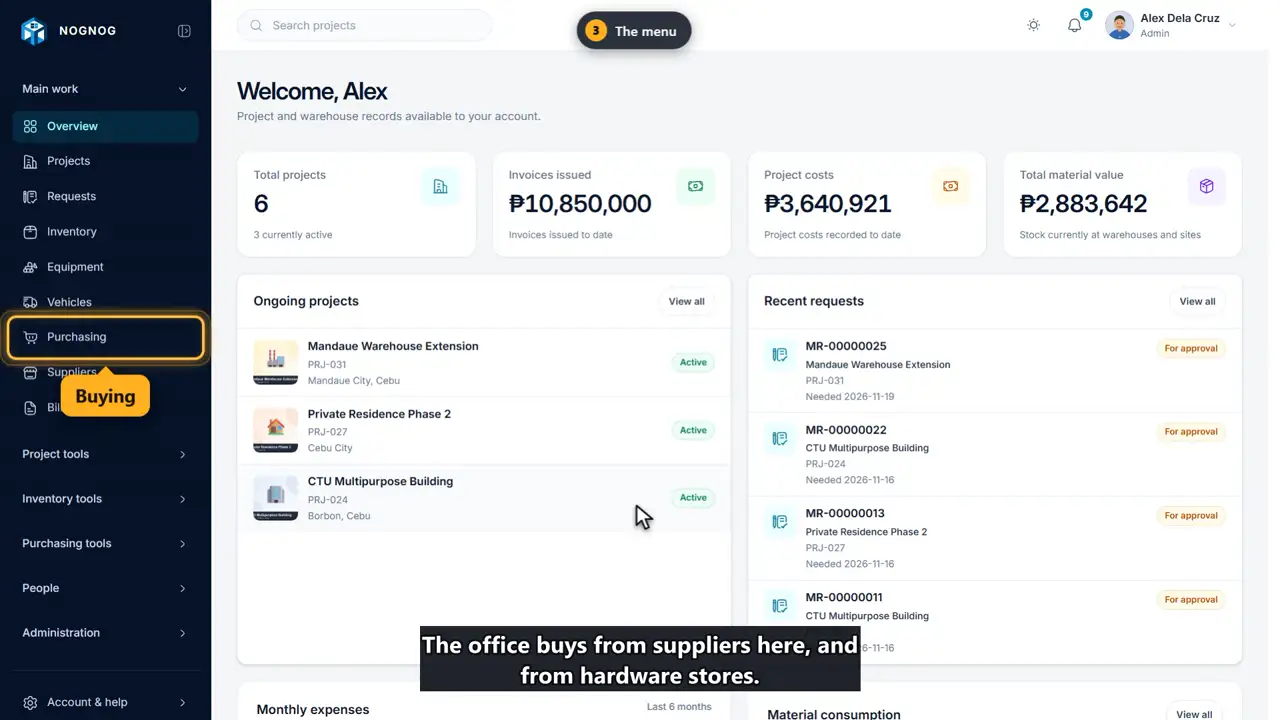 NOGNOG
Search projects
3 The menu
9
Alex Dela Cruz
Admin
Main work
Overview
Projects
Requests
Inventory
Equipment
Vehicles
Purchasing
Suppliers
Buying
Project tools
Inventory tools
Purchasing tools
People
Administration
Account & help
Welcome, Alex
Project and warehouse records available to your account.
Total projects
6
3 currently active
Invoices issued
₱10,850,000
Invoices issued to date
Project costs
₱3,640,921
Project costs recorded to date
Total material value
₱2,883,642
Stock currently at warehouses and sites
Ongoing projects
View all
Mandaue Warehouse Extension
PRJ-031
Mandaue City, Cebu
Active
Private Residence Phase 2
PRJ-027
Cebu City
Active
CTU Multipurpose Building
PRJ-024
Borbon, Cebu
Active
Recent requests
View all
MR-00000025
Mandaue Warehouse Extension
PRJ-031
Needed 2026-11-19
For approval
MR-00000022
CTU Multipurpose Building
PRJ-024
Needed 2026-11-16
For approval
MR-00000013
Private Residence Phase 2
PRJ-027
Needed 2026-11-16
For approval
MR-00000011
CTU Multipurpose Building
6-11-16
For approval
The office buys from suppliers here, and
from hardware stores.
Monthly expenses
Last 6 months
Material consumption
View all